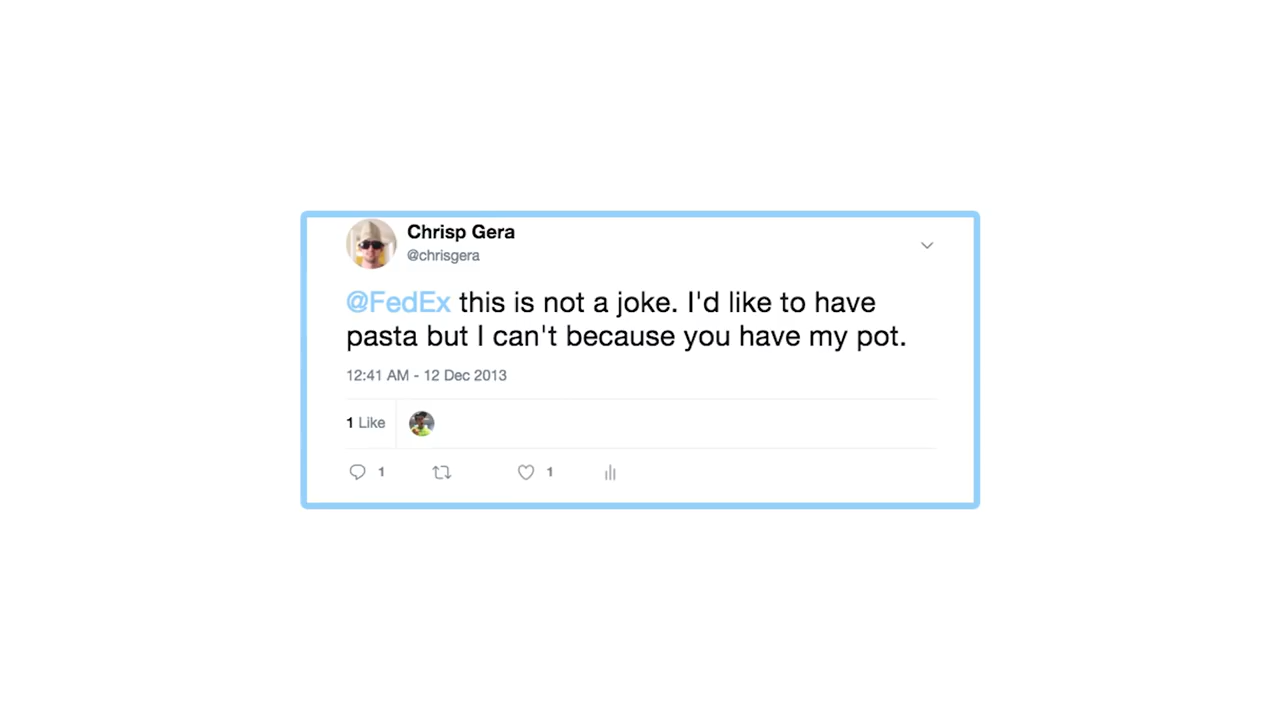 Chrisp Gera
@chrisgera
@FedEx this is not a joke. I'd like to have
pasta but I can't because you have my pot.
12:41 AM - 12 Dec 2013
1 Like
1
1